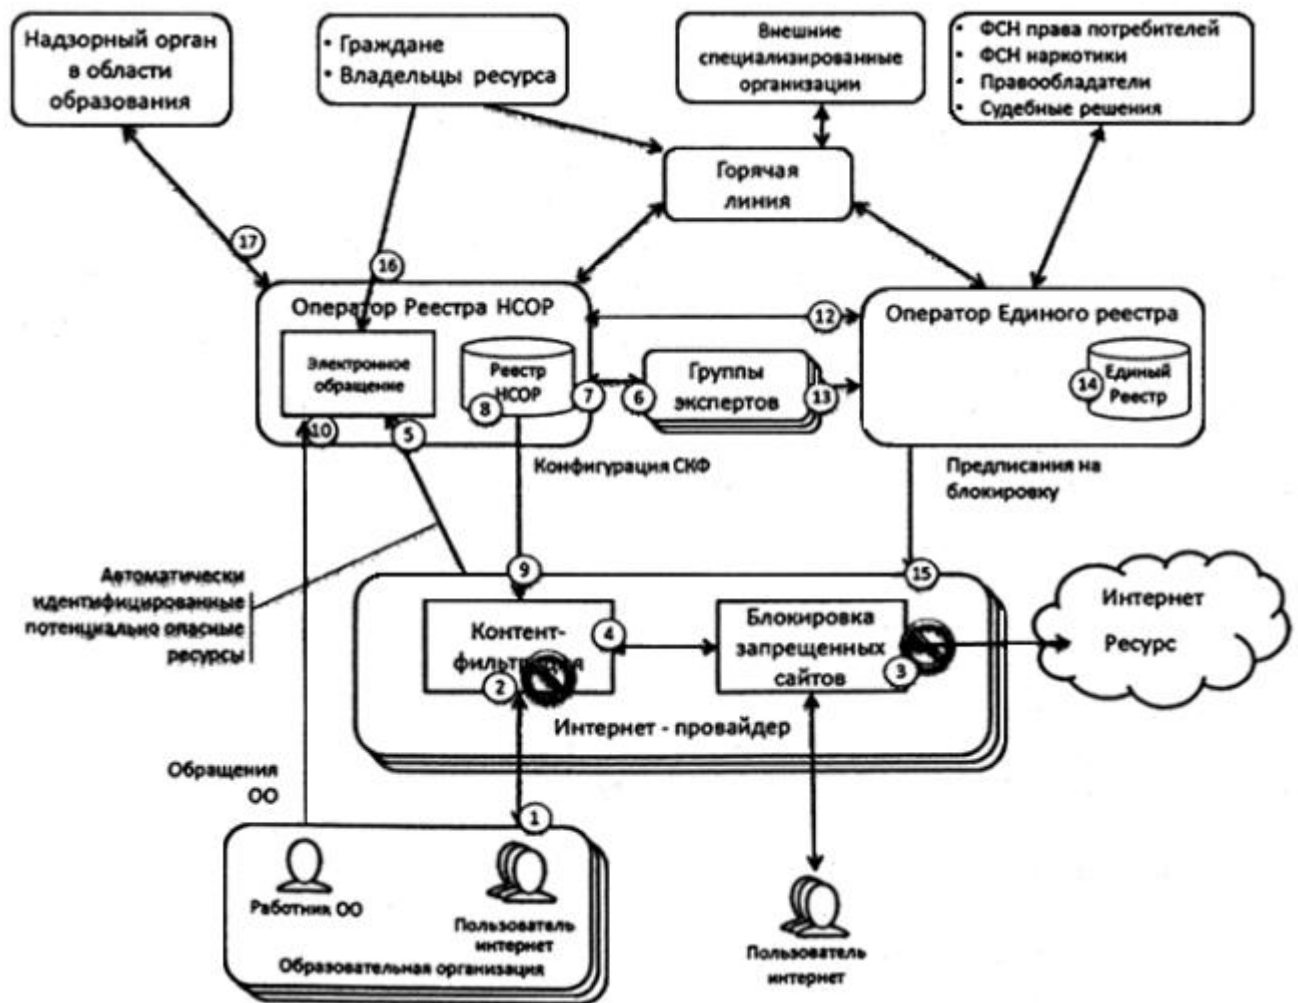 Надзорный орган
в области
образования
• Граждане
• Владельцы ресурса
Внешние
специализированные
организации
• ФСН права потребителей
• ФСН наркотики
• Правообладатели
• Судебные решения
Горячая
линия
17
16
Оператор Реестра НСОР
12
Оператор Единого реестра
Электронное
обращение
Реестр
НСОР
8
7
6
Группы
экспертов
13
14
Единый
Реестр
10
5
Конфигурация СКФ
Предписания на
блокировку
Автоматически
идентифицированные
потенциально опасные
ресурсы
9
15
Контент-
фильтрация
4
2
Блокировка
запрещенных
сайтов
3
Интернет
Ресурс
Интернет - провайдер
Обращения
ОО
1
Работник ОО
Пользователь
интернет
Образовательная организация
Пользователь
интернет